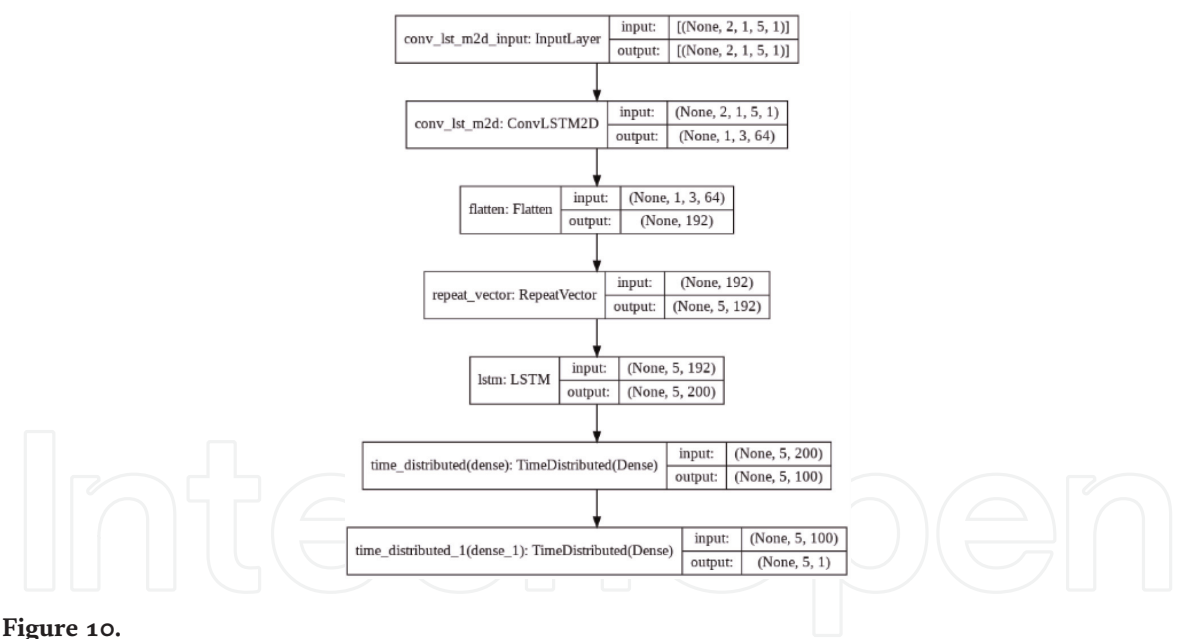 conv_lst_m2d_input: InputLayer
input: [(None, 2, 1, 5, 1)]
output: [(None, 2, 1, 5, 1)]
conv_lst_m2d: ConvLSTM2D
input: (None, 2, 1, 5, 1)
output: (None, 1, 3, 64)
flatten: Flatten
input: (None, 1, 3, 64)
output: (None, 192)
repeat_vector: RepeatVector
input: (None, 192)
output: (None, 5, 192)
lstm: LSTM
input: (None, 5, 192)
output: (None, 5, 200)
time_distributed(dense): TimeDistributed(Dense)
input: (None, 5, 200)
output: (None, 5, 100)
time_distributed_1(dense_1): TimeDistributed(Dense)
input: (None, 5, 100)
output: (None, 5, 1)
IntechOpen
Figure 10.